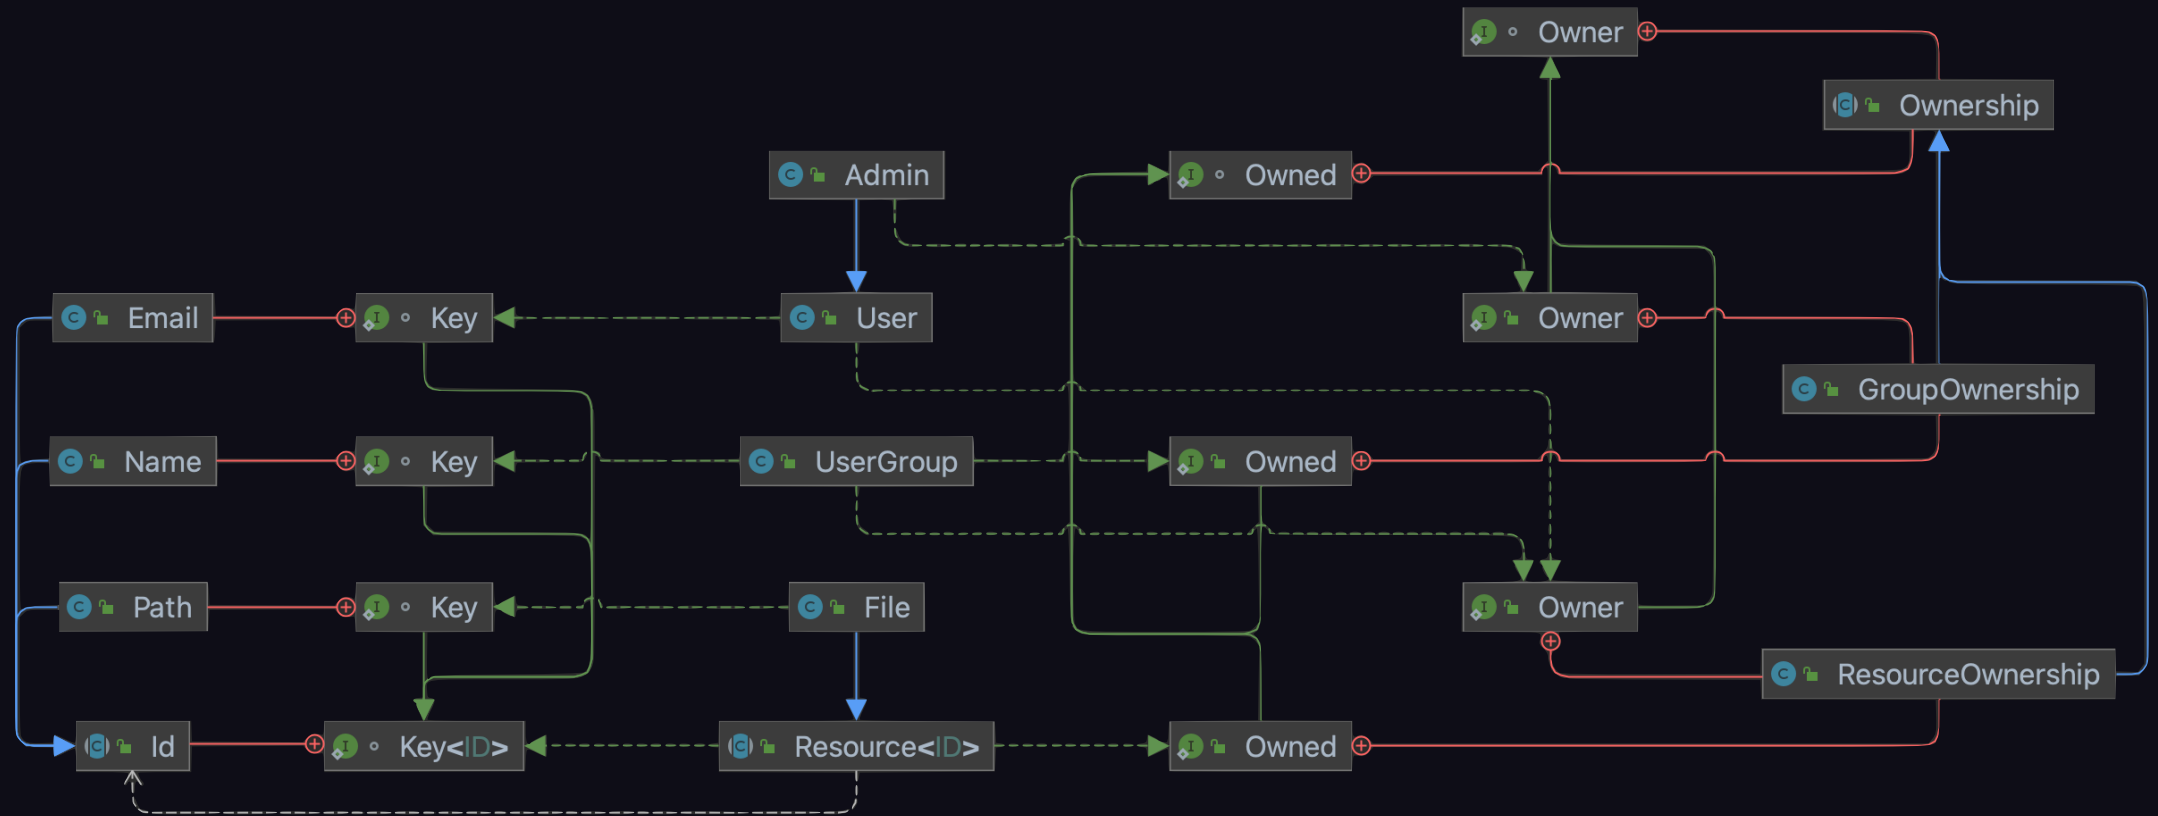 Owner
Ownership
Admin
Owned
Email
Key
User
Owner
GroupOwnership
Name
Key
UserGroup
Owned
Path
Key
File
Owner
ResourceOwnership
Id
Key<ID>
Resource<ID>
Owned